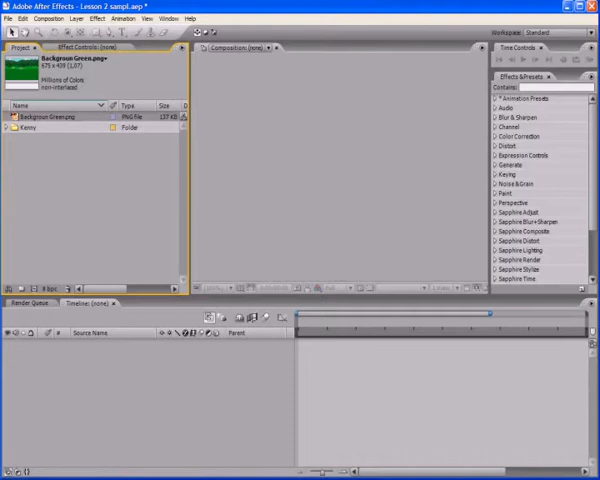 Adobe After Effects - Lesson 2 sampl.aep *
File Edit Composition Layer Effect Animation View Window Help
Workspace: Standard
Project Effect Controls: (none)
Composition: (none)
Time Controls
Backgroun Green.png
675 x 439 (1,07)
Millions of Colors
non-interlaced
Effects & Presets
Contains:
Name Type Size D
Backgroun Green.png PNG file 137 KB
Kenny Folder
* Animation Presets
Audio
Blur & Sharpen
Channel
Color Correction
Distort
Expression Controls
Generate
Keying
Noise & Grain
Paint
Perspective
Sapphire Adjust
Sapphire Blur+Sharpen
Sapphire Composite
Sapphire Distort
Sapphire Lighting
Sapphire Render
Sapphire Stylize
Sapphire Time
8 bpc
Render Queue Timeline: (none)
# Source Name Parent